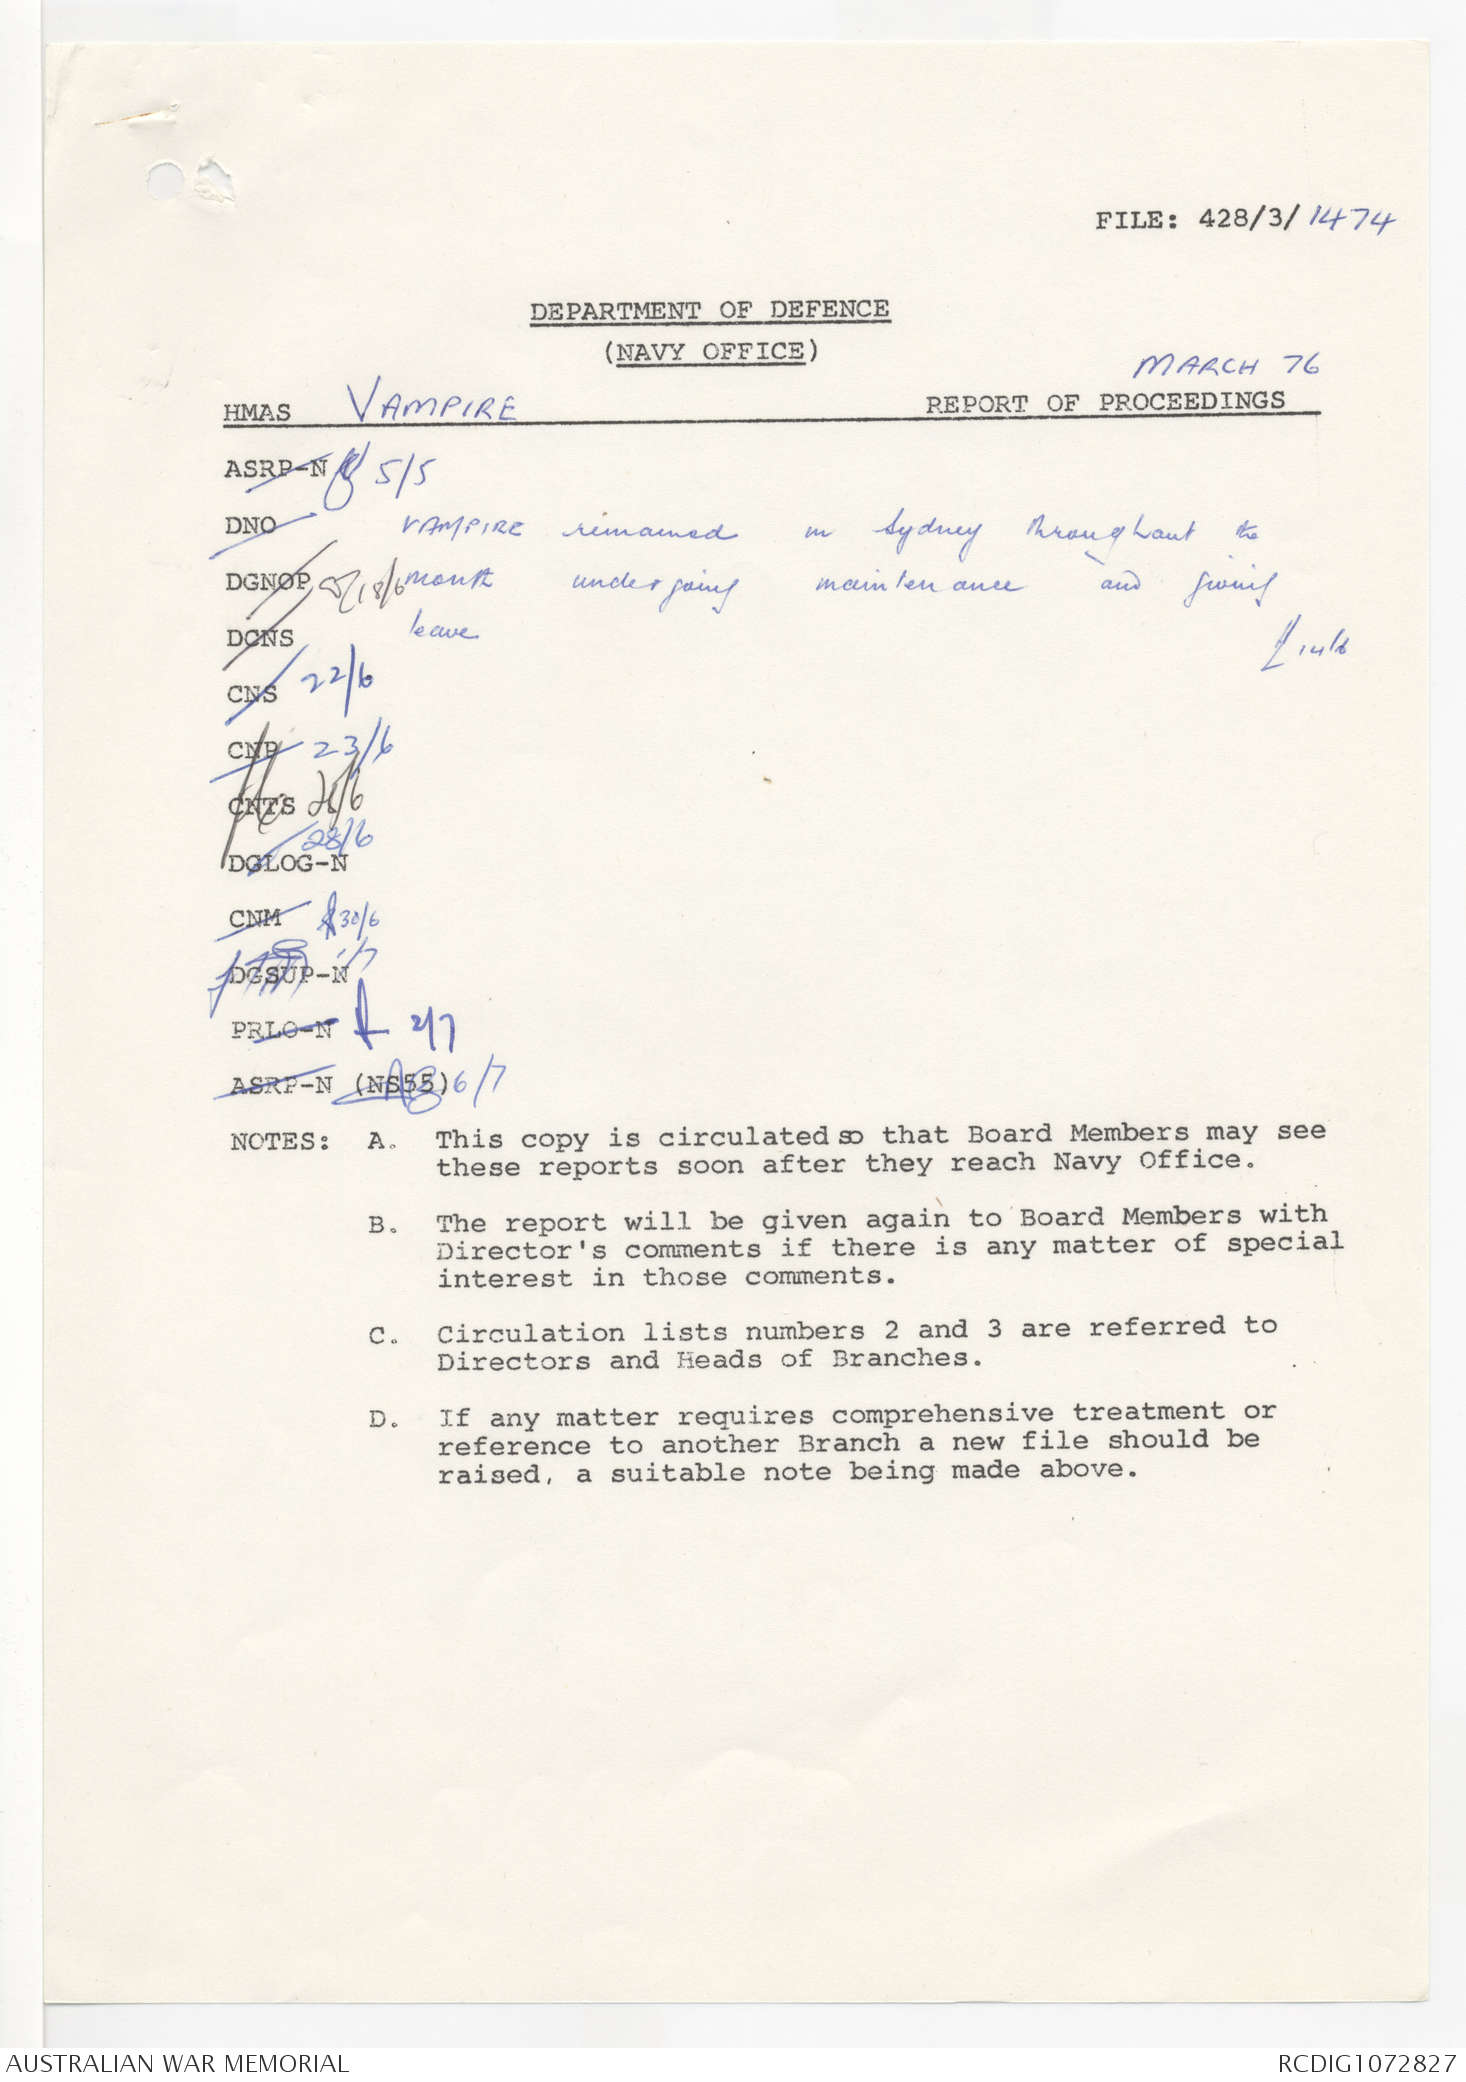 FILE: 428/3/1474
DEPARTMENT OF DEFENCE
(NAVY OFFICE)
MARCH 76
HMAS VAMPIRE REPORT OF PROCEEDINGS
ASRP-N 5/5
DNO VAMPIRE remained in Sydney throughout the
DGNOP 18/6 month undergoing maintenance and giving
DCNS leave
CNS 22/6
CNP 23/6
CNTS
28/6
DGLOG-N
CNM 30/6
DGSUP-N 1/7
PRLO-N 2/7
ASRP-N (NS55) 6/7
NOTES: A. This copy is circulated so that Board Members may see
these reports soon after they reach Navy Office.
B. The report will be given again to Board Members with
Director's comments if there is any matter of special
interest in those comments.
C. Circulation lists numbers 2 and 3 are referred to
Directors and Heads of Branches.
D. If any matter requires comprehensive treatment or
reference to another Branch a new file should be
raised, a suitable note being made above.
AUSTRALIAN WAR MEMORIAL RCDIG1072827